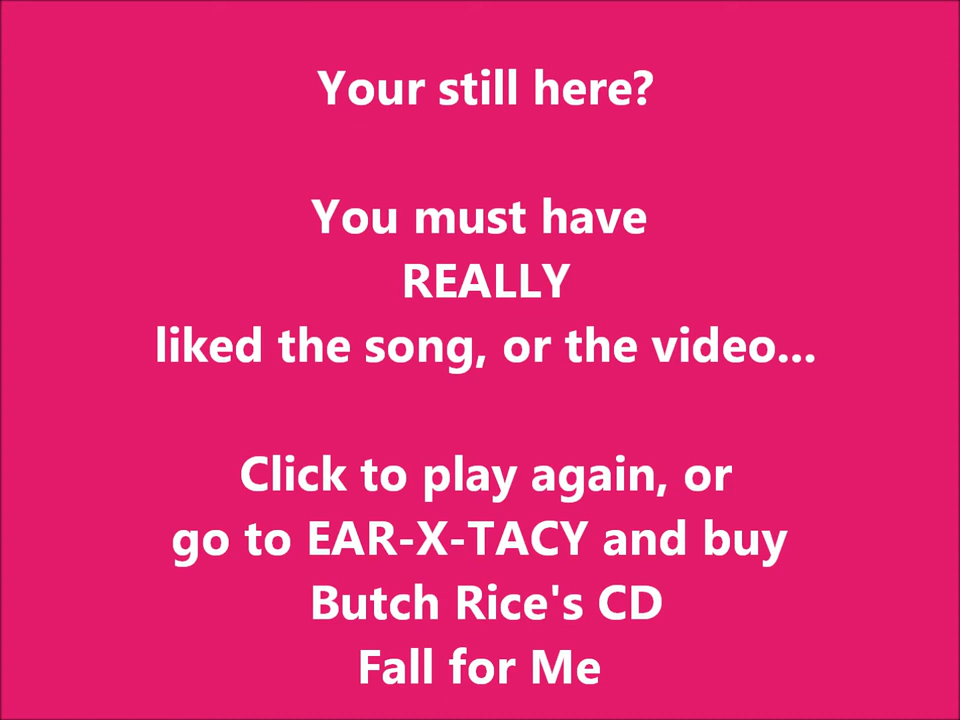 Your still here?
You must have
REALLY
liked the song, or the video...
Click to play again, or
go to EAR-X-TACY and buy
Butch Rice's CD
Fall for Me